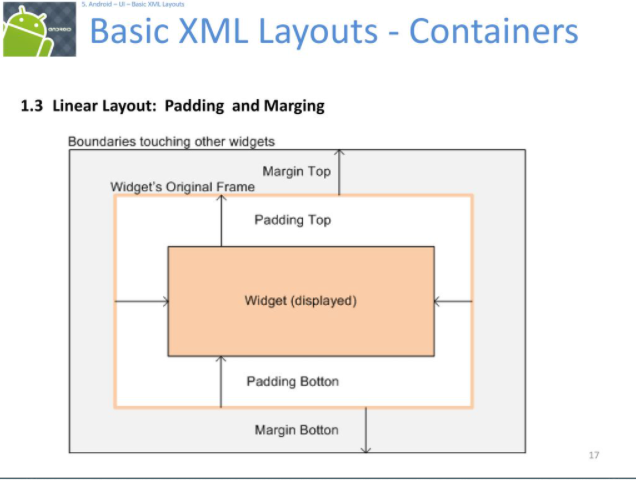 5. Android – UI – Basic XML Layouts
ANDROID
Basic XML Layouts - Containers
1.3 Linear Layout: Padding and Marging
Boundaries touching other widgets
Margin Top
Widget's Original Frame
Padding Top
Widget (displayed)
Padding Botton
Margin Botton
17